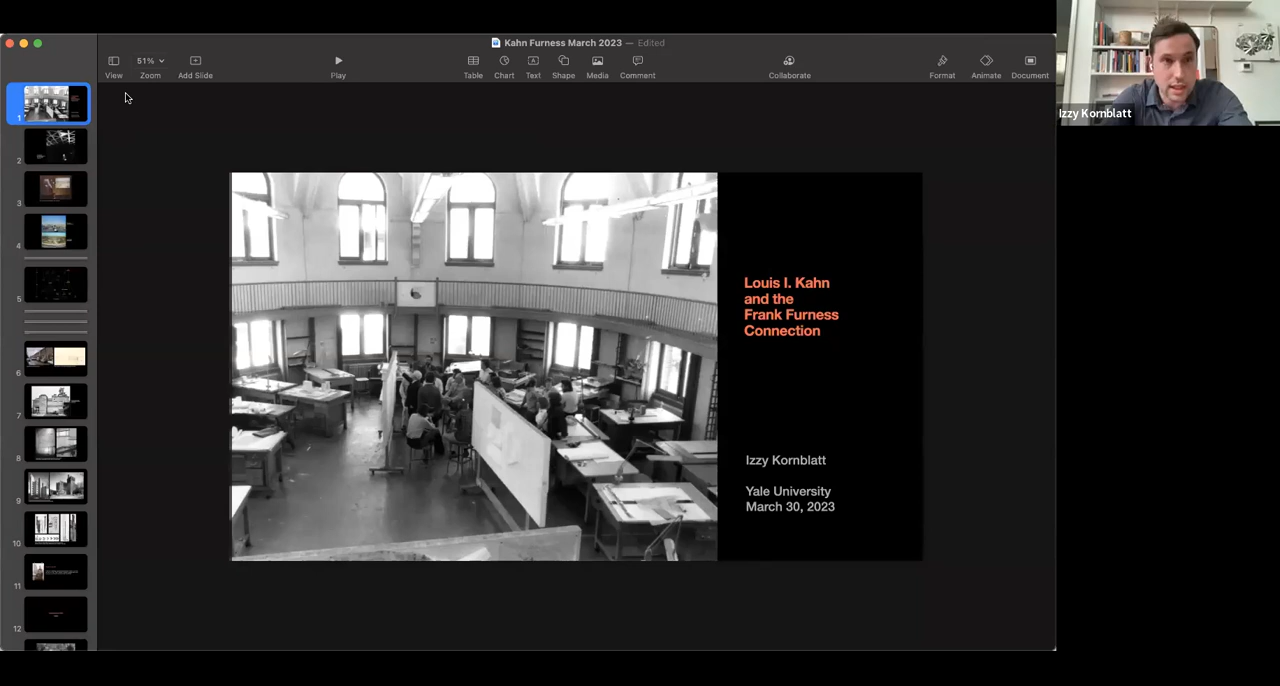 Kahn Furness March 2023 — Edited
51%
View
Zoom
Add Slide
Play
Table
Chart
Text
Shape
Media
Comment
Collaborate
Format
Animate
Document
1
2
3
4
5
6
7
8
9
10
11
12
Louis I. Kahn
and the
Frank Furness
Connection
Izzy Kornblatt
Yale University
March 30, 2023
Izzy Kornblatt